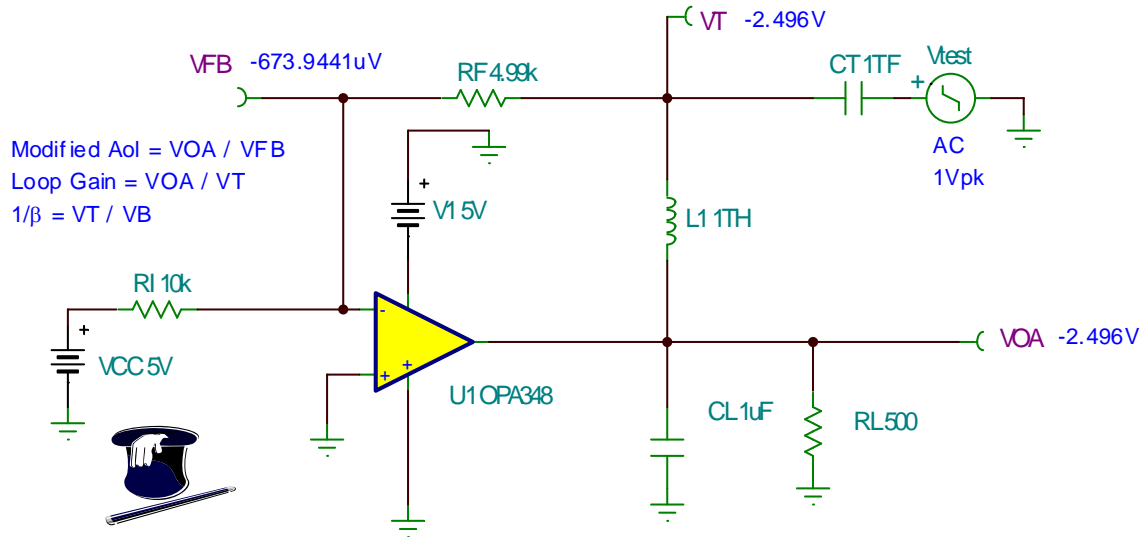 VT -2.496V
VFB -673.9441uV
RF 4.99k
CT 1TF
Vtest
+
AC
1Vpk
Modified Aol = VOA / VFB
Loop Gain = VOA / VT
1/β = VT / VB
+
V1 5V
L1 1TH
RI 10k
+
VCC 5V
-
+
+
U1 OPA348
VOA -2.496V
CL 1uF
RL 500